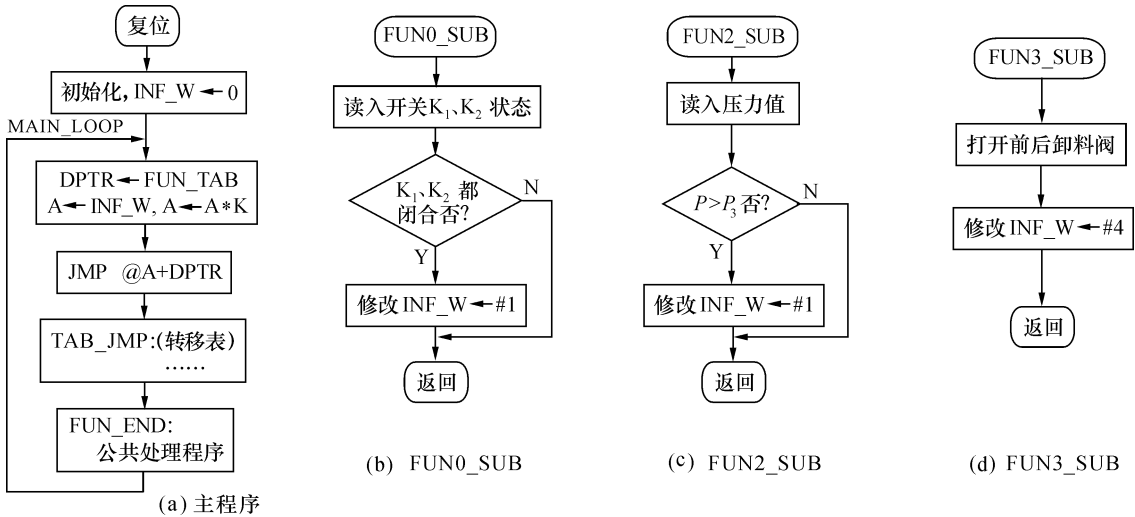 复位
初始化,INF_W←0
MAIN_LOOP
DPTR←FUN_TAB
A←INF_W, A←A*K
JMP @A+DPTR
TAB_JMP:(转移表)
……
FUN_END:
公共处理程序
(a) 主程序
FUN0_SUB
读入开关K₁、K₂ 状态
K₁、K₂ 都
闭合否?
N
Y
修改 INF_W←#1
返回
(b) FUN0_SUB
FUN2_SUB
读入压力值
P>P₃ 否?
N
Y
修改 INF_W←#1
返回
(c) FUN2_SUB
FUN3_SUB
打开前后卸料阀
修改 INF_W←#4
返回
(d) FUN3_SUB